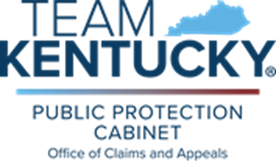 TEAM
KENTUCKY®
PUBLIC PROTECTION
CABINET
Office of Claims and Appeals